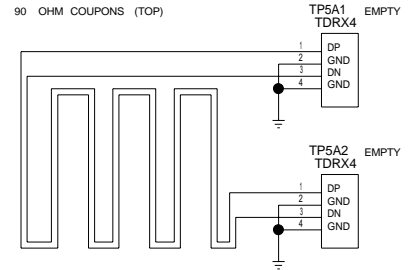 90 OHM COUPONS (TOP)
TP5A1 EMPTY
TDRX4
1 DP
2 GND
3 DN
4 GND
TP5A2 EMPTY
TDRX4
1 DP
2 GND
3 DN
4 GND